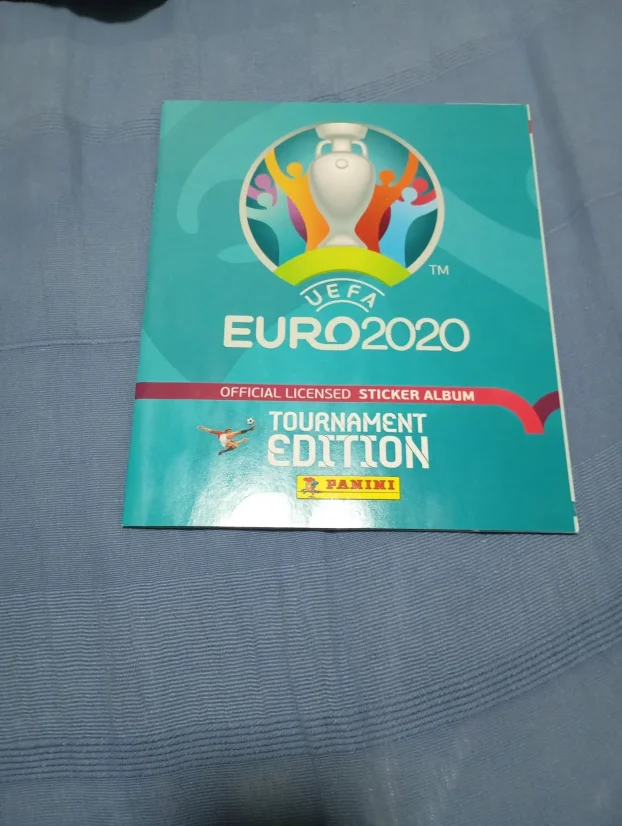 TM
UEFA
EURO2020
OFFICIAL LICENSED STICKER ALBUM
TOURNAMENT
EDITION
PANINI